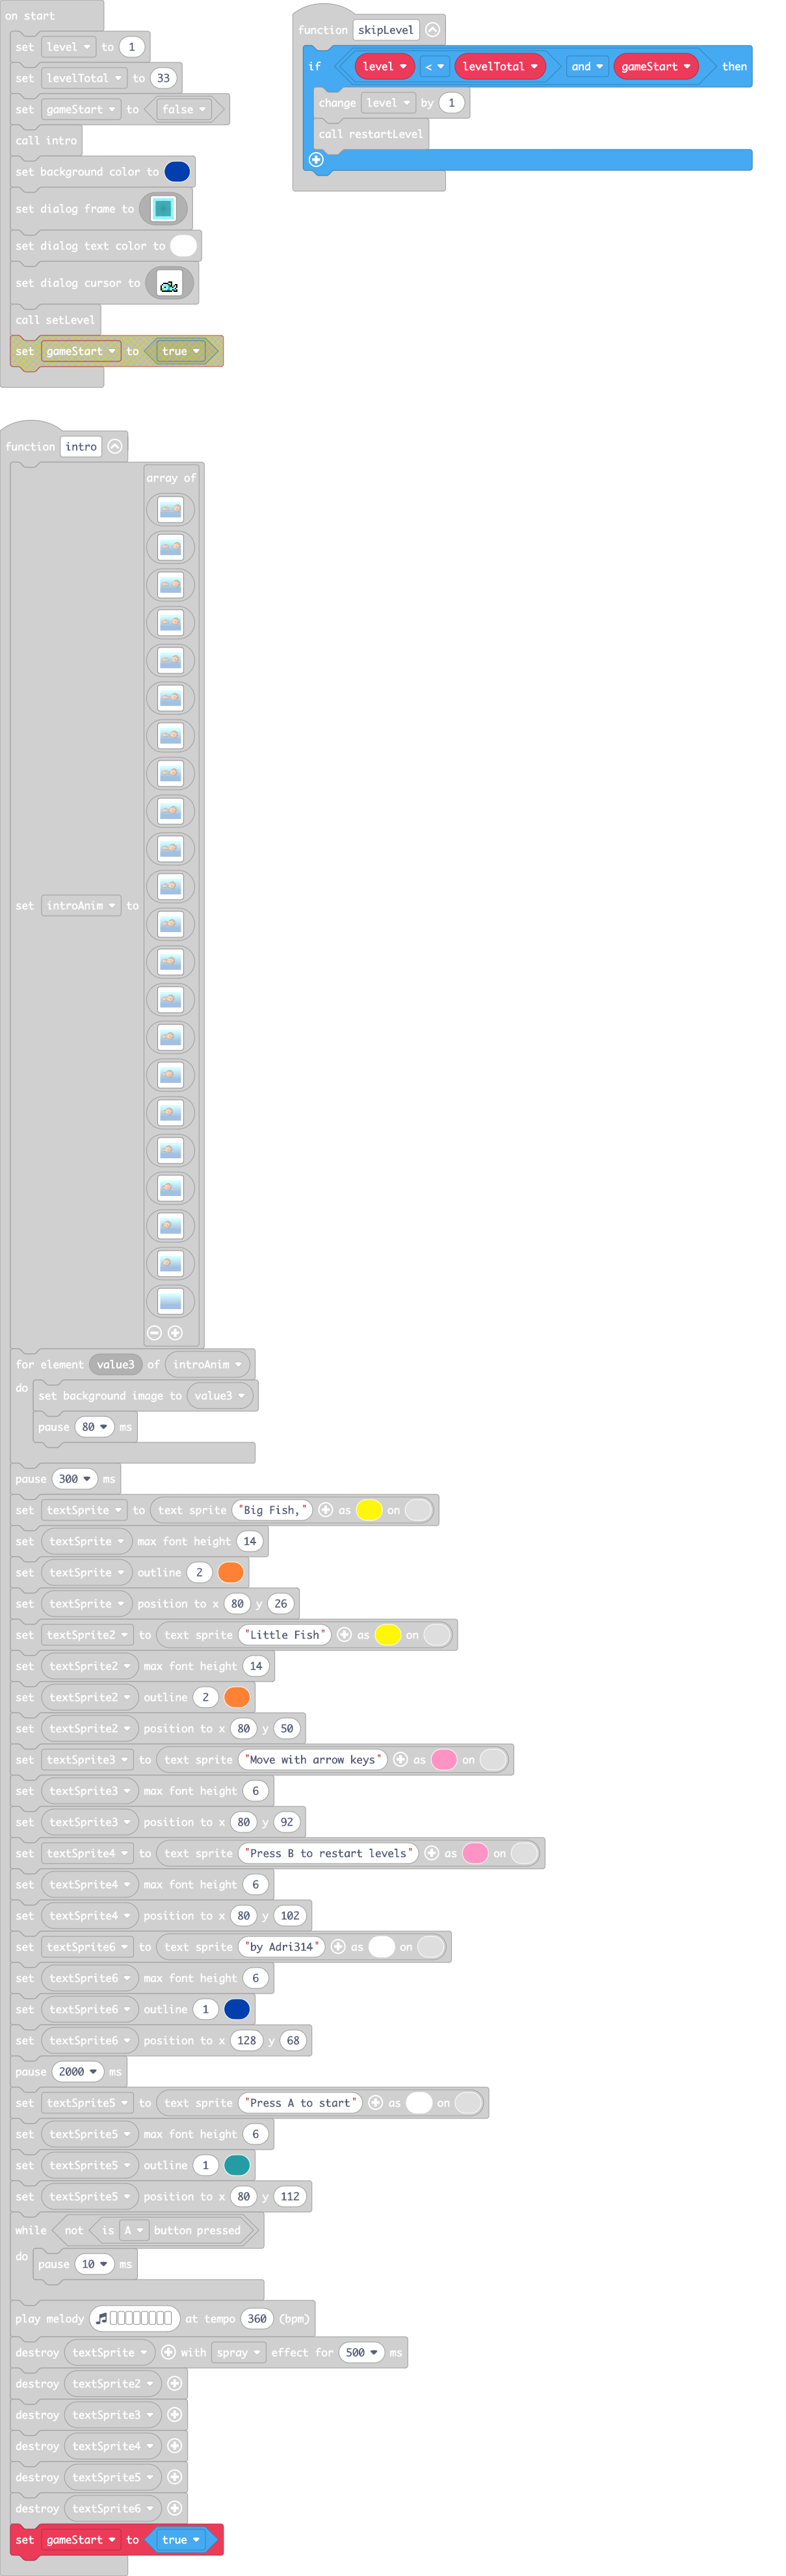 on start
set level to 1
set levelTotal to 33
set gameStart to false
call intro
set background color to
set dialog frame to
set dialog text color to
set dialog cursor to
call setLevel
set gameStart to true
function skipLevel
if level < levelTotal and gameStart then
change level by 1
call restartLevel
function intro
array of
set introAnim to
for element value3 of introAnim
do
set background image to value3
pause 80 ms
pause 300 ms
set textSprite to text sprite "Big Fish," as on
set textSprite max font height 14
set textSprite outline 2
set textSprite position to x 80 y 26
set textSprite2 to text sprite "Little Fish" as on
set textSprite2 max font height 14
set textSprite2 outline 2
set textSprite2 position to x 80 y 50
set textSprite3 to text sprite "Move with arrow keys" as on
set textSprite3 max font height 6
set textSprite3 position to x 80 y 92
set textSprite4 to text sprite "Press B to restart levels" as on
set textSprite4 max font height 6
set textSprite4 position to x 80 y 102
set textSprite6 to text sprite "by Adri314" as on
set textSprite6 max font height 6
set textSprite6 outline 1
set textSprite6 position to x 128 y 68
pause 2000 ms
set textSprite5 to text sprite "Press A to start" as on
set textSprite5 max font height 6
set textSprite5 outline 1
set textSprite5 position to x 80 y 112
while not is A button pressed
do
pause 10 ms
play melody at tempo 360 (bpm)
destroy textSprite with spray effect for 500 ms
destroy textSprite2
destroy textSprite3
destroy textSprite4
destroy textSprite5
destroy textSprite6
set gameStart to true